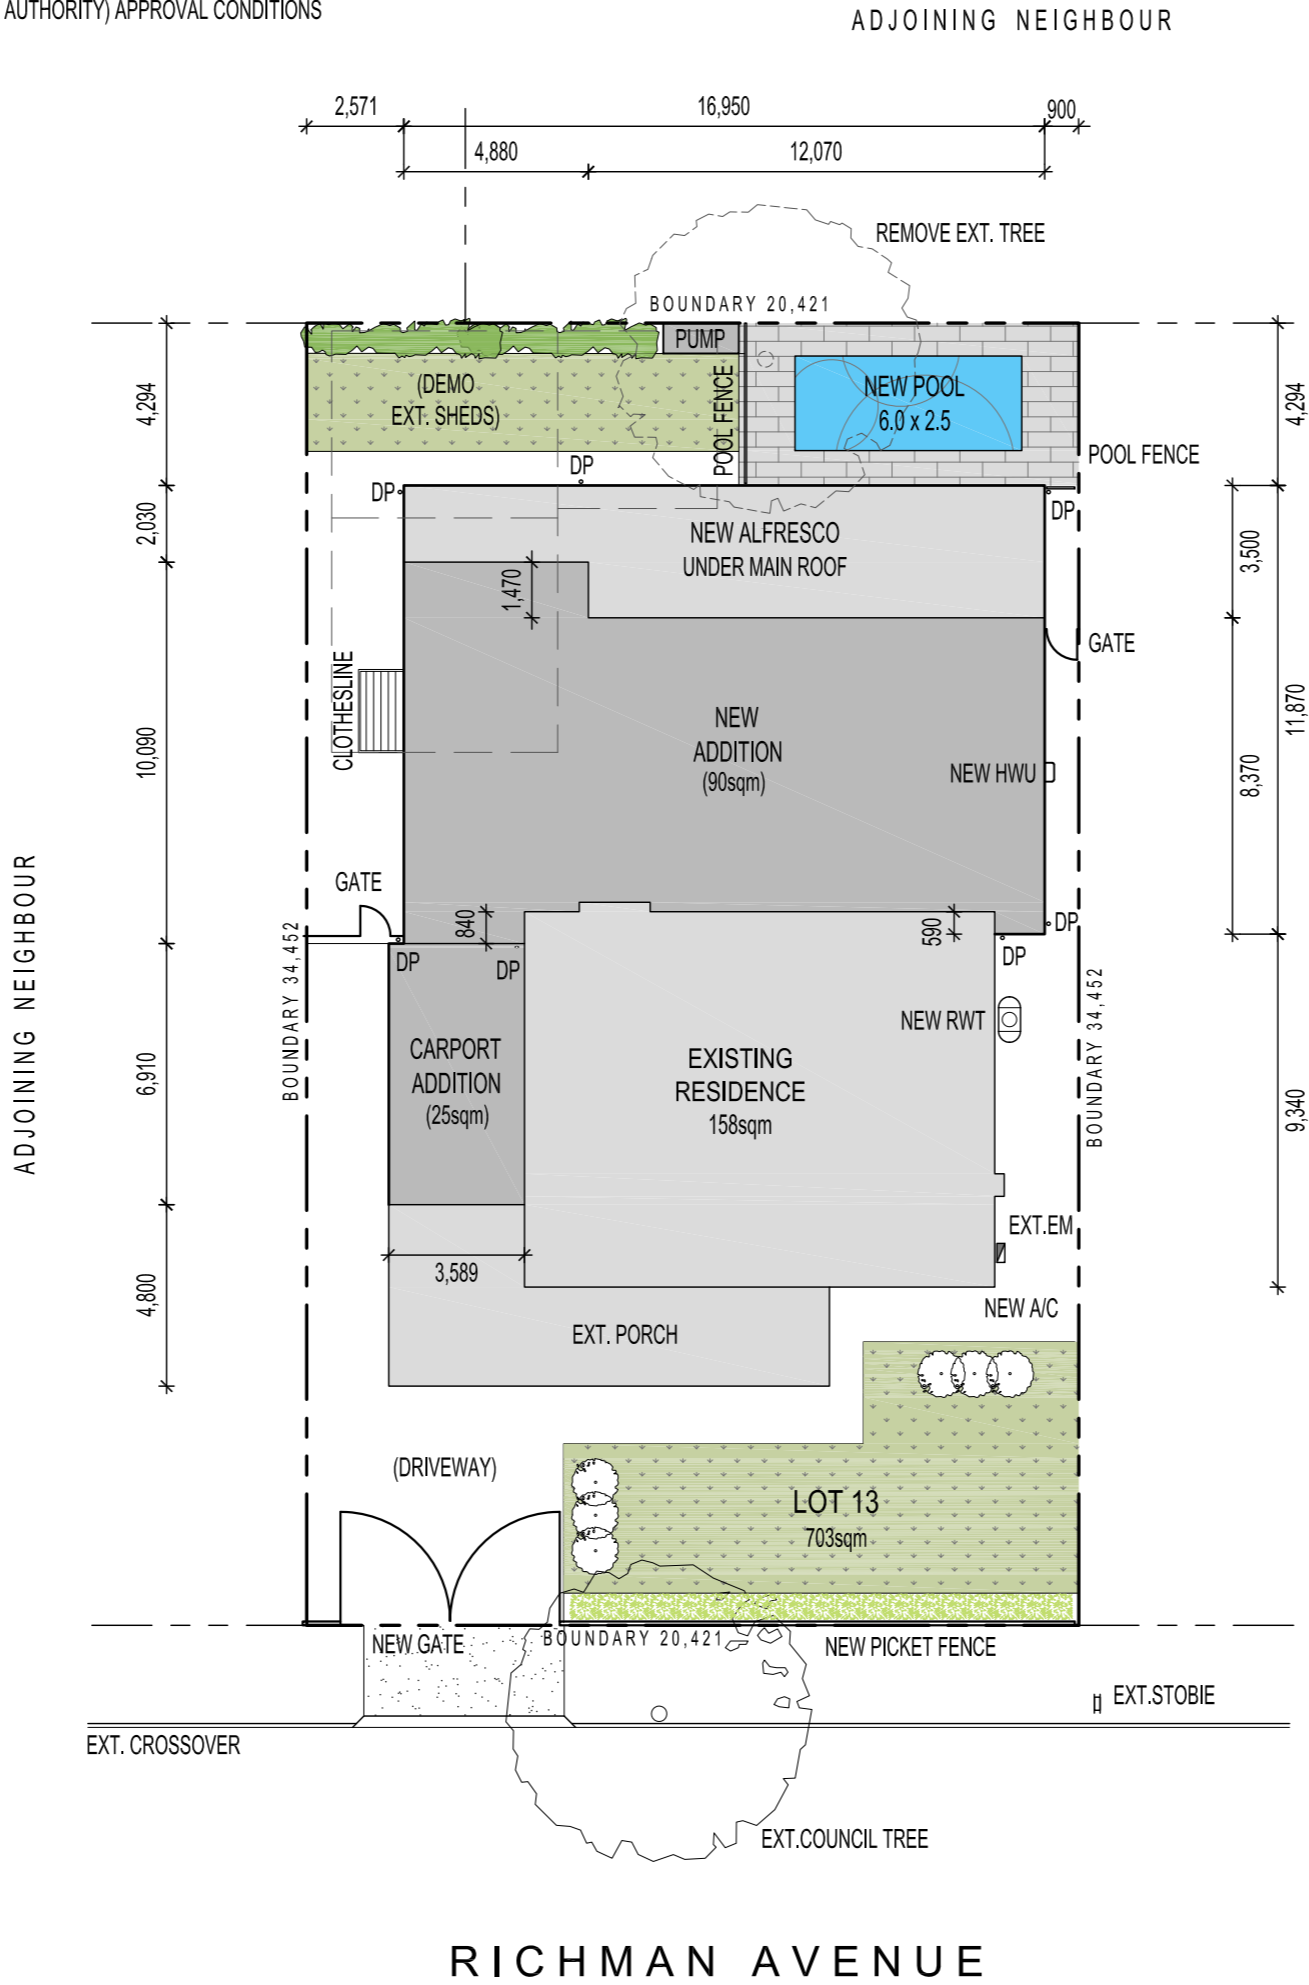 AUTHORITY) APPROVAL CONDITIONS
ADJOINING NEIGHBOUR
2,571
16,950
900
4,880
12,070
REMOVE EXT. TREE
BOUNDARY 20,421
PUMP
4,294
(DEMO
EXT. SHEDS)
POOL FENCE
NEW POOL
6.0 x 2.5
4,294
POOL FENCE
DP
DP
DP
2,030
NEW ALFRESCO
UNDER MAIN ROOF
3,500
1,470
GATE
CLOTHESLINE
10,090
NEW
ADDITION
(90sqm)
NEW HWU
8,370
11,870
ADJOINING NEIGHBOUR
GATE
840
590
DP
DP
DP
DP
BOUNDARY 34,452
BOUNDARY 34,452
NEW RWT
6,910
CARPORT
ADDITION
(25sqm)
EXISTING
RESIDENCE
158sqm
9,340
EXT.EM
3,589
4,800
NEW A/C
EXT. PORCH
(DRIVEWAY)
LOT 13
703sqm
NEW GATE
BOUNDARY 20,421
NEW PICKET FENCE
EXT.STOBIE
EXT. CROSSOVER
EXT.COUNCIL TREE
RICHMAN AVENUE